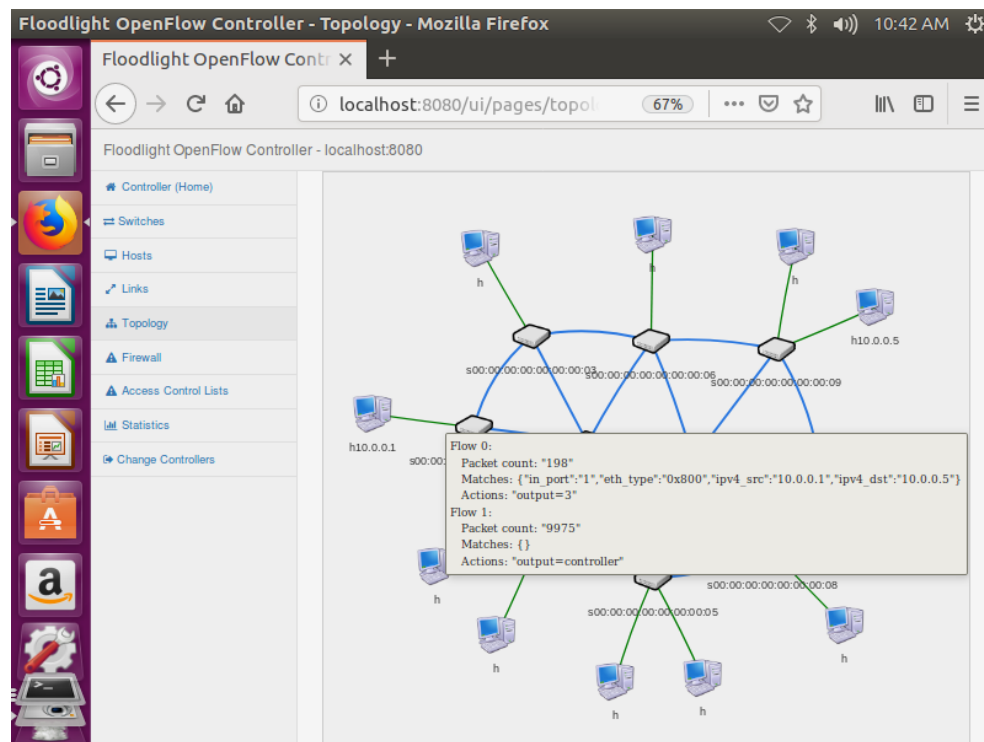 Floodlight OpenFlow Controller - Topology - Mozilla Firefox
10:42 AM
Floodlight OpenFlow Contr
localhost:8080/ui/pages/topol
67%
Floodlight OpenFlow Controller - localhost:8080
Controller (Home)
Switches
Hosts
Links
Topology
Firewall
Access Control Lists
Statistics
Change Controllers
h
h
h
h10.0.0.5
s00:00:00:00:00:00:00:03
s00:00:00:00:00:00:00:06
s00:00:00:00:00:00:00:09
h10.0.0.1
s00:00:
Flow 0:
Packet count: "198"
Matches: {"in_port":"1","eth_type":"0x800","ipv4_src":"10.0.0.1","ipv4_dst":"10.0.0.5"}
Actions: "output=3"
Flow 1:
Packet count: "9975"
Matches: {}
Actions: "output=controller"
s00:00:00:00:00:00:00:08
h
s00:00:00:00:00:00:00:05
h
h
h
h